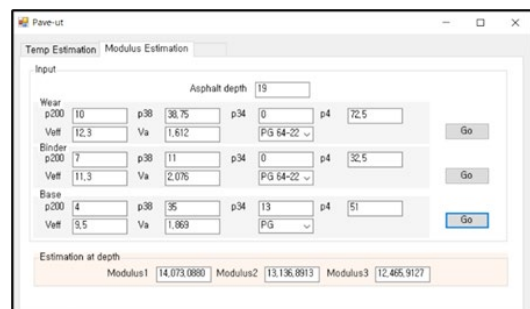 Pave-ut
Temp Estimation Modulus Estimation
Input
Asphalt depth 19
Wear
p200 10 p38 38,75 p34 0 p4 72,5
Veff 12,3 Va 1,612 PG 64-22 Go
Binder
p200 7 p38 11 p34 0 p4 32,5
Veff 11,3 Va 2,076 PG 64-22 Go
Base
p200 4 p38 35 p34 13 p4 51
Veff 9,5 Va 1,869 PG Go
Estimation at depth
Modulus1 14,073,0880 Modulus2 13,136,8913 Modulus3 12,465,9127